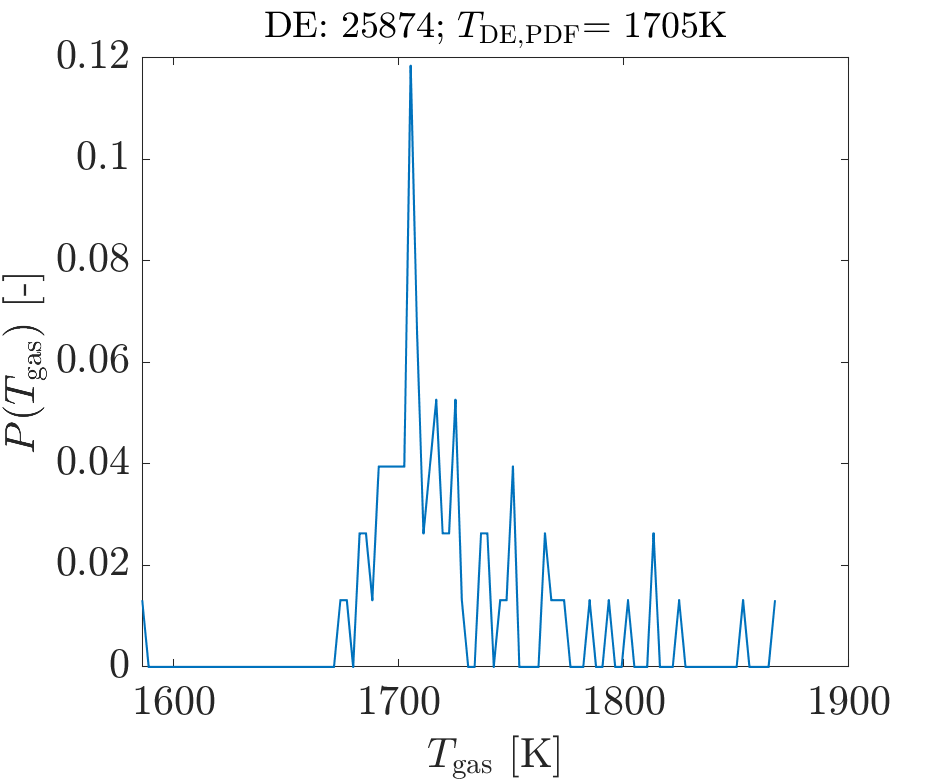 DE: 25874; T_DE,PDF= 1705K
0.12
0.1
0.08
0.06
0.04
0.02
0
P(T_gas) [-]
1600 1700 1800 1900
T_gas [K]